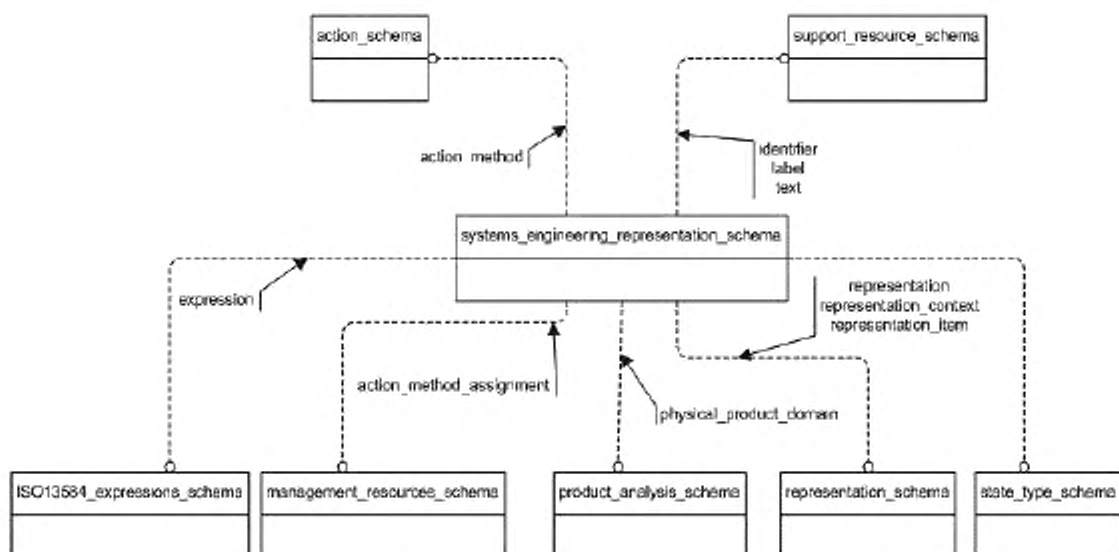 action_schema
support_resource_schema
action_method
identifier
label
text
systems_engineering_representation_schema
expression
representation
representation_context
representation_item
action_method_assignment
physical_product_domain
ISO13584_expressions_schema
management_resources_schema
product_analysis_schema
representation_schema
state_type_schema